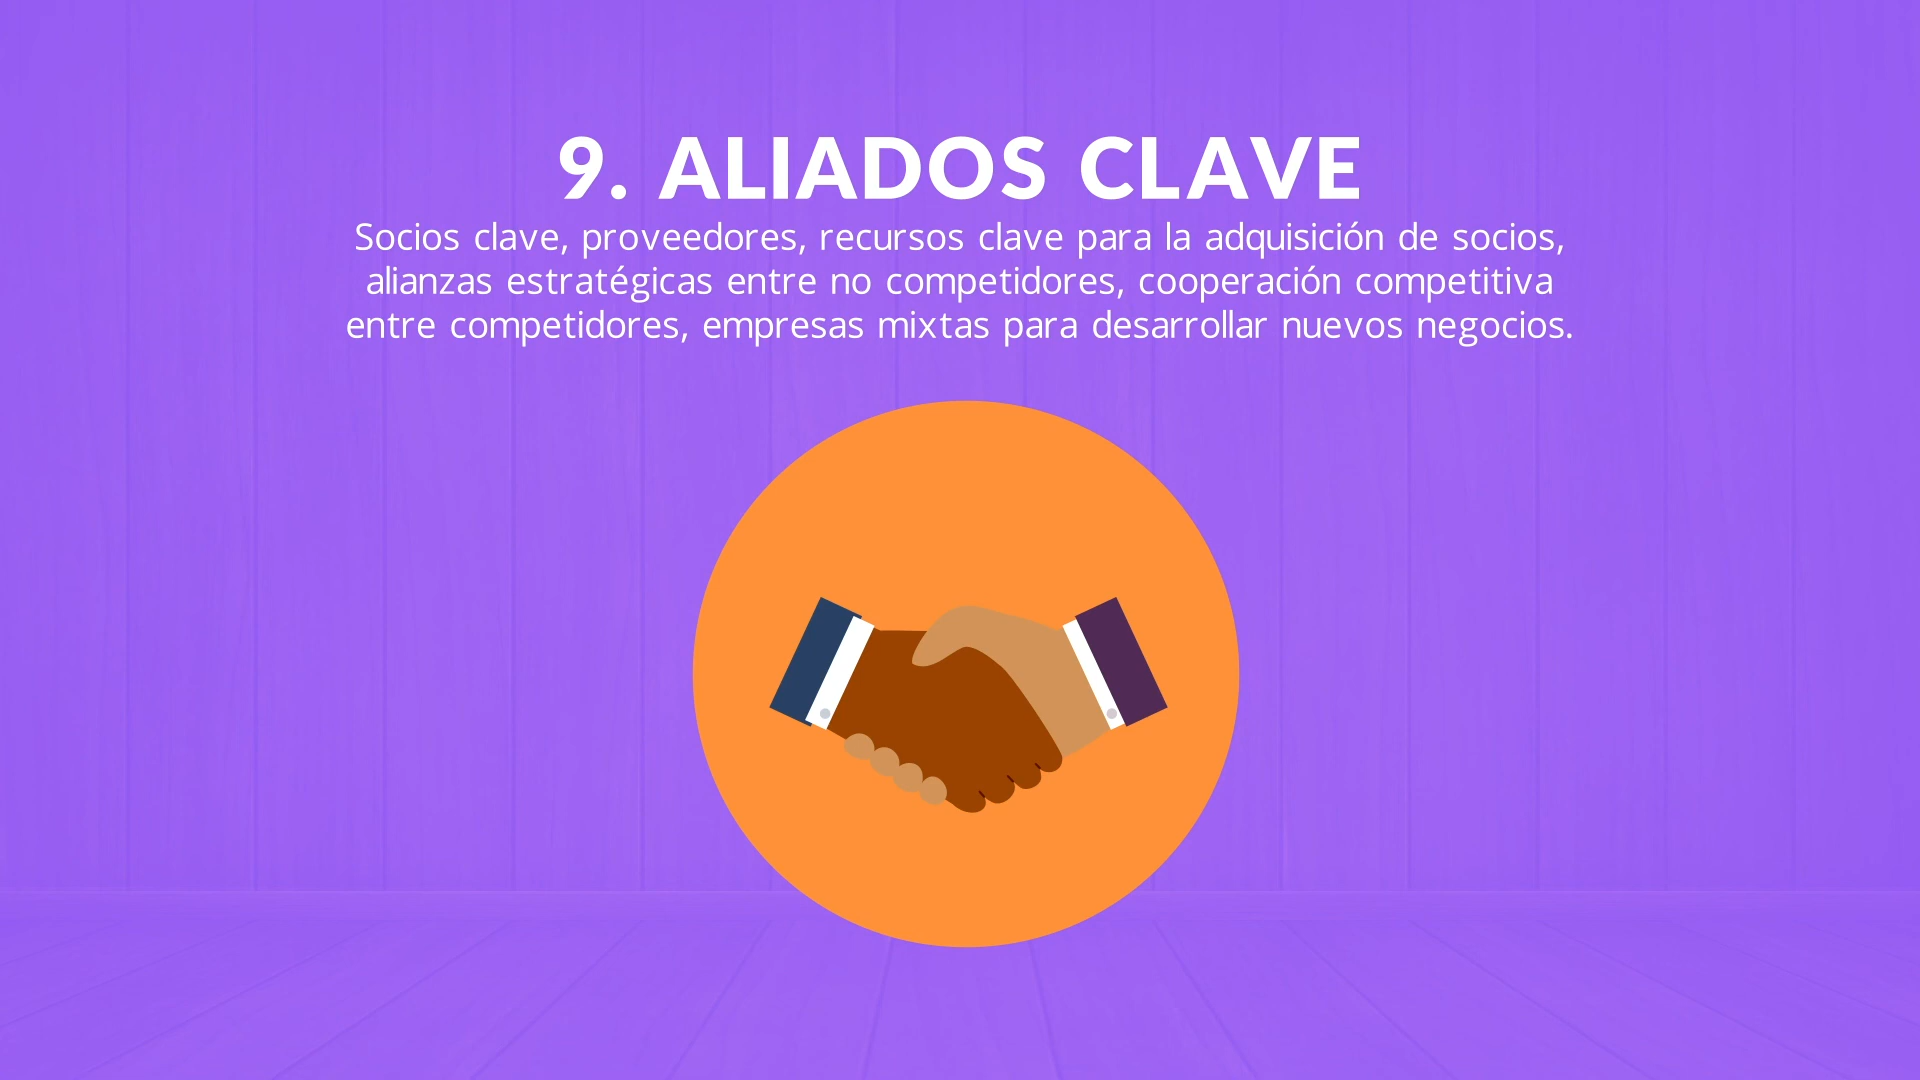 9. ALIADOS CLAVE
Socios clave, proveedores, recursos clave para la adquisición de socios,
alianzas estratégicas entre no competidores, cooperación competitiva
entre competidores, empresas mixtas para desarrollar nuevos negocios.